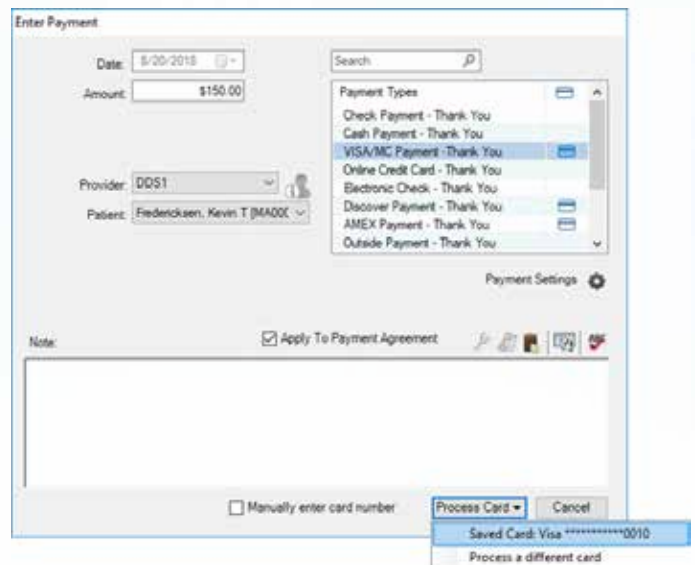 Enter Payment
Date: 8/20/2018
Search
Amount: $150.00
Payment Types
Check Payment - Thank You
Cash Payment - Thank You
VISA/MC Payment -Thank You
Online Credit Card - Thank You
Electronic Check - Thank You
Discover Payment - Thank You
AMEX Payment - Thank You
Outside Payment - Thank You
Provider: DDS1
Patient: Fredericksen, Kevin T [MA000
Payment Settings
Note:
Apply To Payment Agreement
Manually enter card number
Process Card
Cancel
Saved Card: Visa ************0010
Process a different card